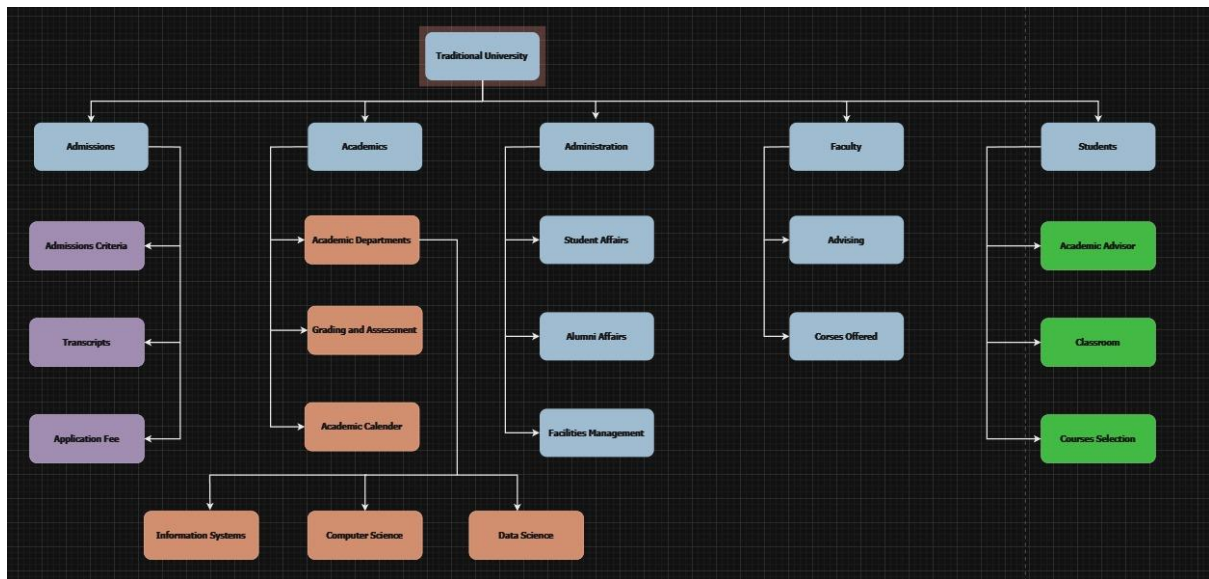 Traditional University
Admissions
Academics
Administration
Faculty
Students
Admissions Criteria
Academic Departments
Student Affairs
Advising
Academic Advisor
Transcripts
Grading and Assessment
Alumni Affairs
Corses Offered
Classroom
Application Fee
Academic Calender
Facilities Management
Courses Selection
Information Systems
Computer Science
Data Science